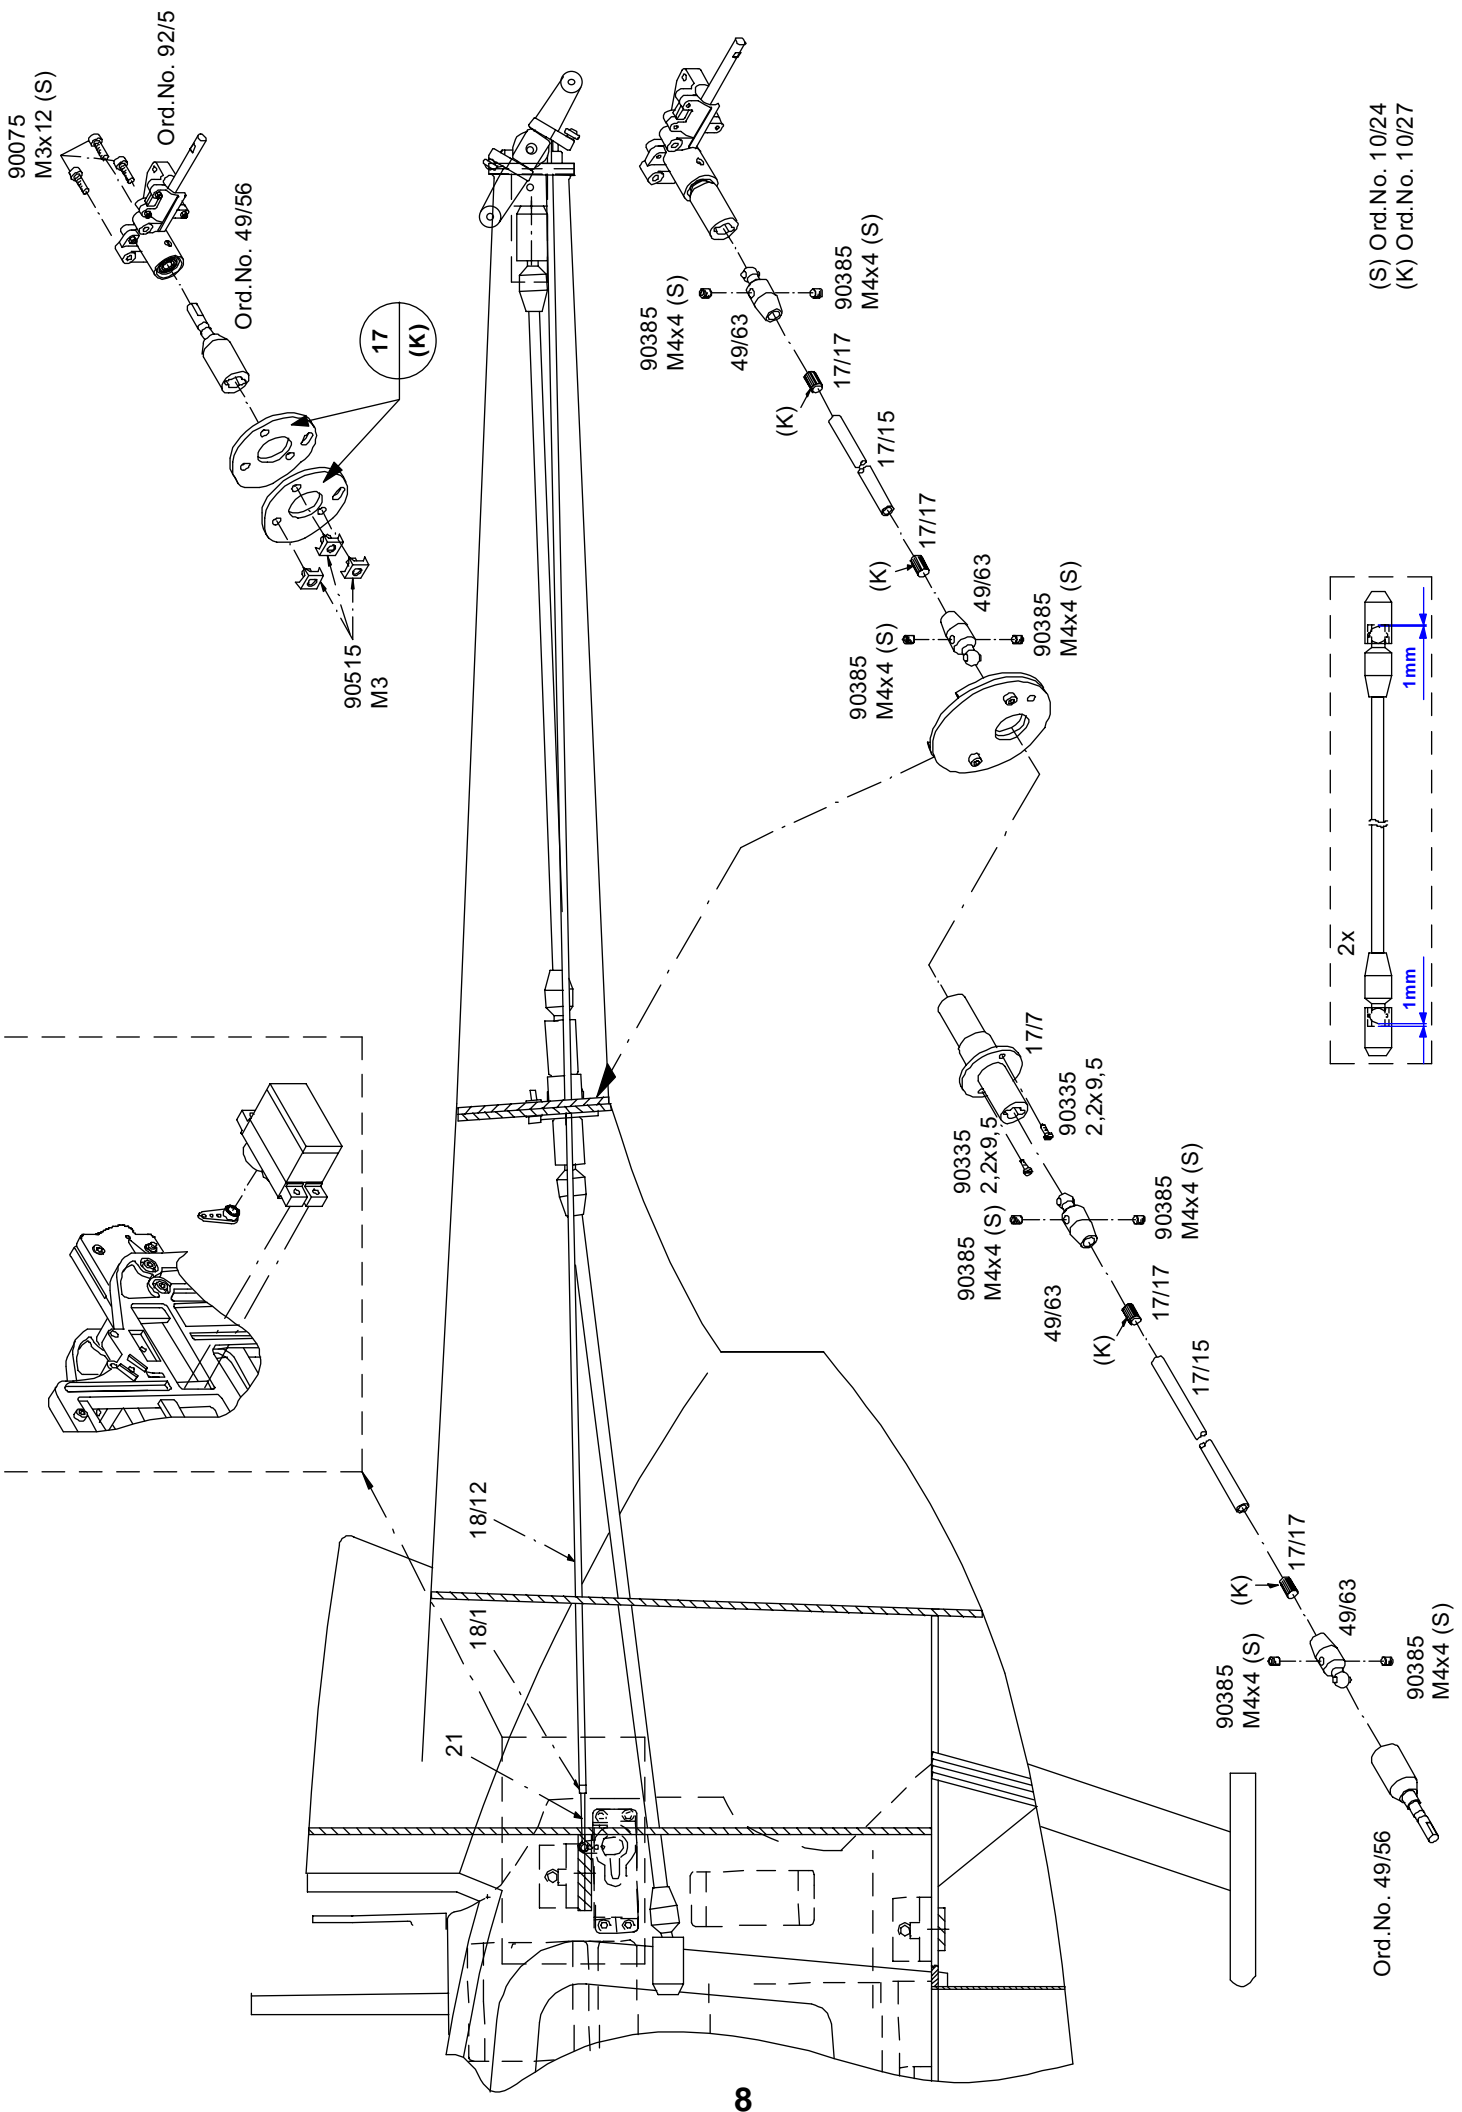 90075
M3x12 (S)
Ord.No. 92/5
Ord.No. 49/56
17
(K)
90515
M3
90385
M4x4 (S)
90385
M4x4 (S)
49/63
17/17
(K)
17/15
17/17
(K)
49/63
90385
M4x4 (S)
90385
M4x4 (S)
17/7
90335
2,2x9,5
90335
2,2x9,5
90385
M4x4 (S)
90385
M4x4 (S)
49/63
17/17
(K)
17/15
17/17
(K)
49/63
90385
M4x4 (S)
90385
M4x4 (S)
Ord.No. 49/56
18/12
18/1
21
2x
1mm
1mm
(S) Ord.No. 10/24
(K) Ord.No. 10/27
8